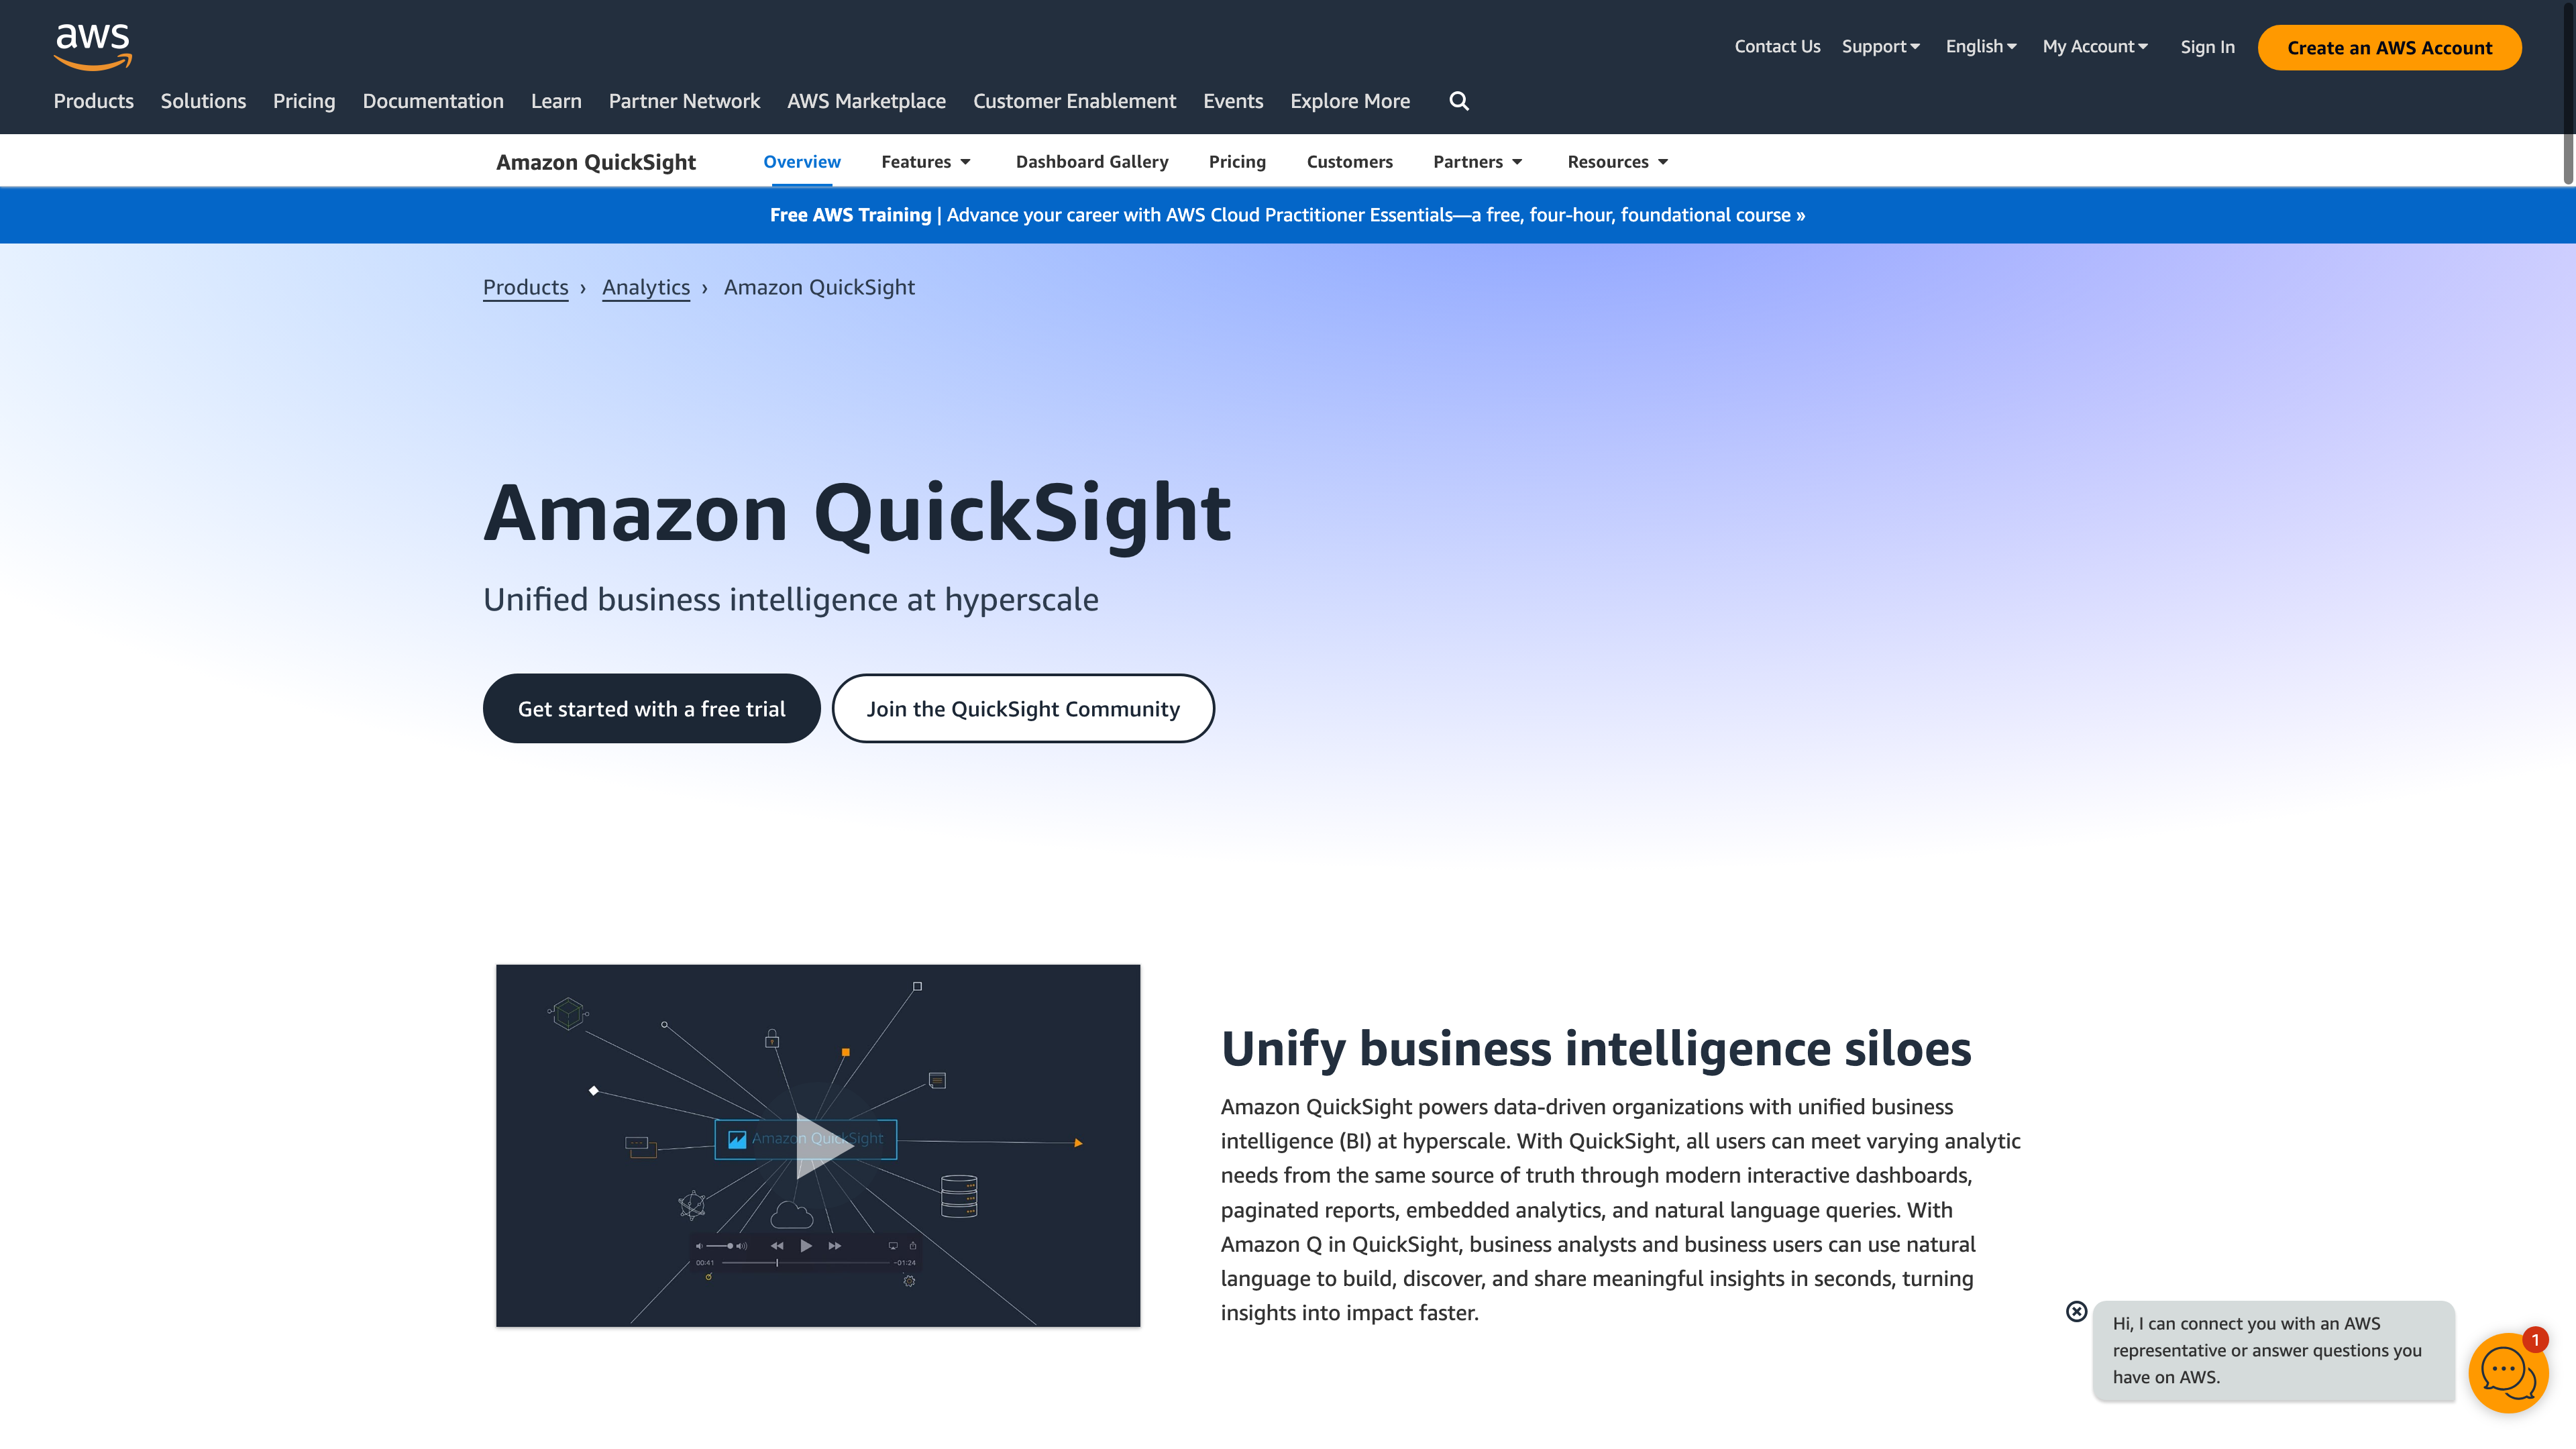 aws
Contact Us Support English My Account Sign In Create an AWS Account
Products Solutions Pricing Documentation Learn Partner Network AWS Marketplace Customer Enablement Events Explore More
Amazon QuickSight Overview Features Dashboard Gallery Pricing Customers Partners Resources
Free AWS Training | Advance your career with AWS Cloud Practitioner Essentials—a free, four-hour, foundational course »
Products › Analytics › Amazon QuickSight
Amazon QuickSight
Unified business intelligence at hyperscale
Get started with a free trial Join the QuickSight Community
Amazon QuickSight
00:41 -01:24
Unify business intelligence siloes
Amazon QuickSight powers data-driven organizations with unified business
intelligence (BI) at hyperscale. With QuickSight, all users can meet varying analytic
needs from the same source of truth through modern interactive dashboards,
paginated reports, embedded analytics, and natural language queries. With
Amazon Q in QuickSight, business analysts and business users can use natural
language to build, discover, and share meaningful insights in seconds, turning
insights into impact faster.
Hi, I can connect you with an AWS
representative or answer questions you
have on AWS.
1